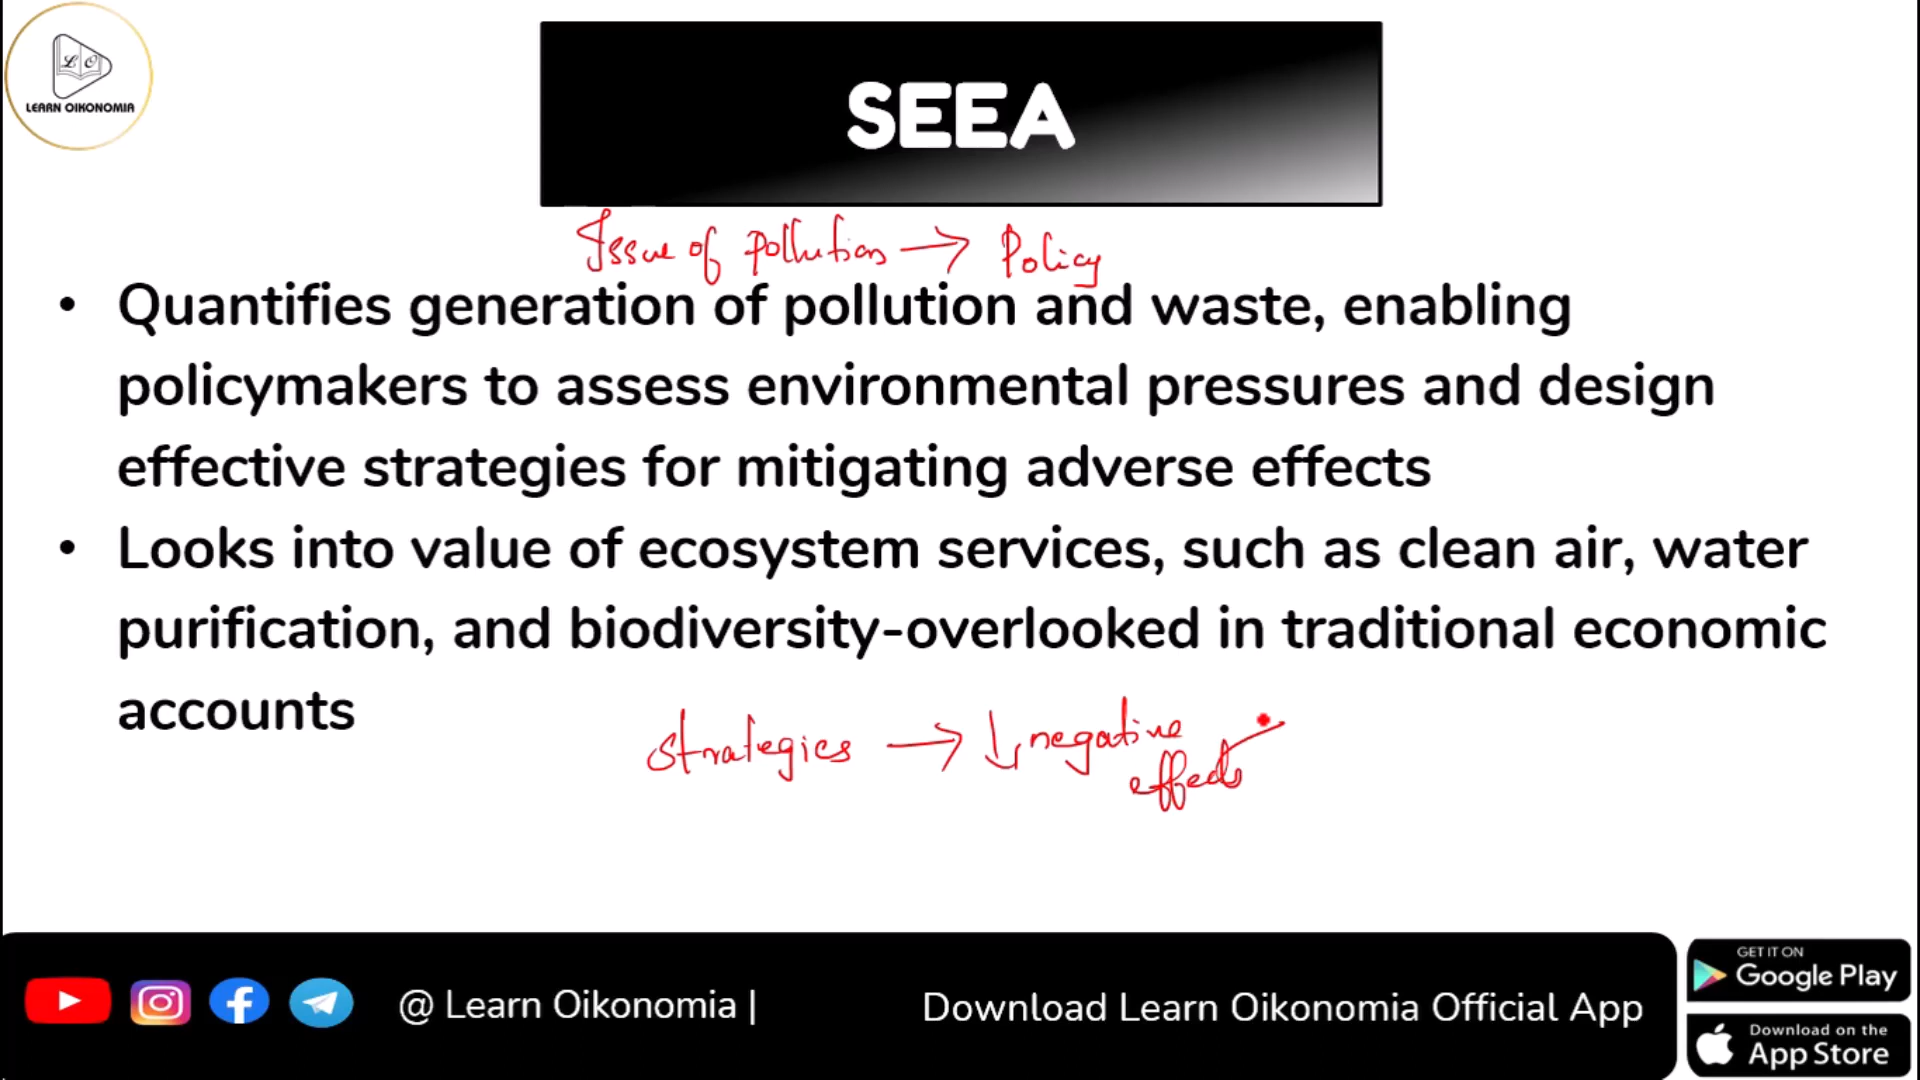 LO
LEARN OIKONOMIA
SEEA
Issue of pollution → Policy
• Quantifies generation of pollution and waste, enabling
policymakers to assess environmental pressures and design
effective strategies for mitigating adverse effects
• Looks into value of ecosystem services, such as clean air, water
purification, and biodiversity-overlooked in traditional economic
accounts
strategies → ↓ negative
effects
@ Learn Oikonomia |
Download Learn Oikonomia Official App
GET IT ON
Google Play
Download on the
App Store